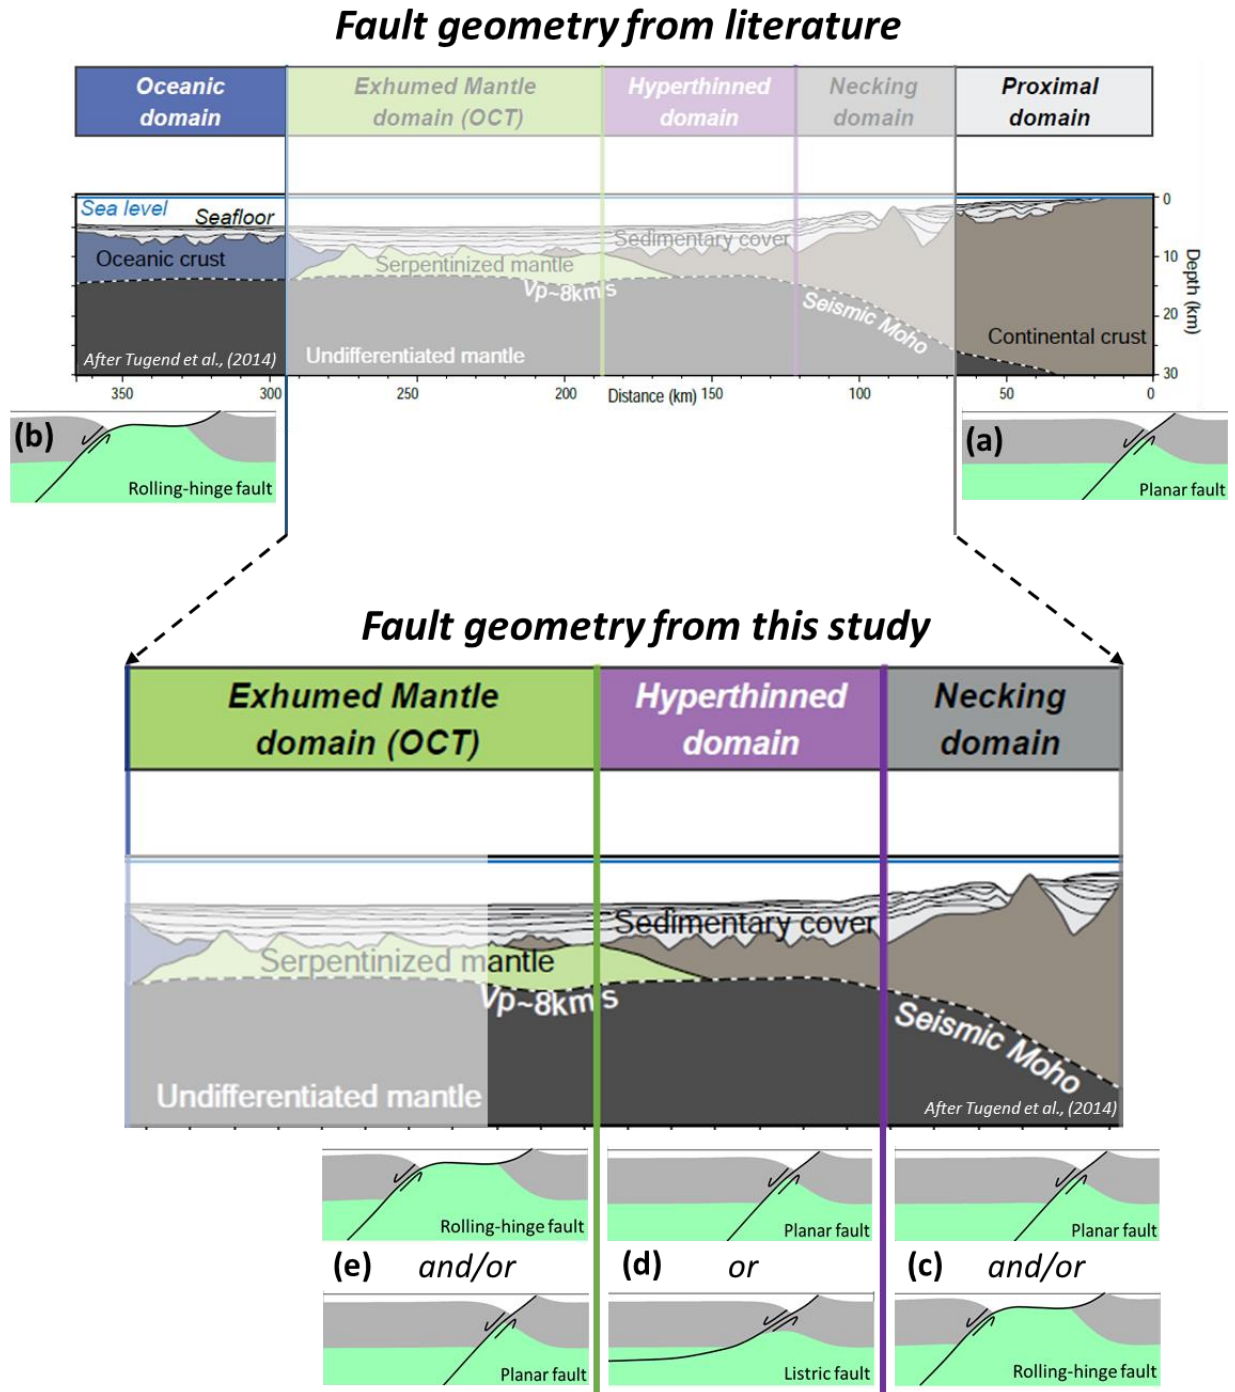 Fault geometry from literature
Oceanic domain
Exhumed Mantle domain (OCT)
Hyperthinned domain
Necking domain
Proximal domain
Sea level
Seafloor
Oceanic crust
Sedimentary cover
Serpentinized mantle
Vp~8km/s
Seismic Moho
Continental crust
Undifferentiated mantle
After Tugend et al., (2014)
0
10
20
30
Depth (km)
350
300
250
200
Distance (km)
150
100
50
0
(b)
Rolling-hinge fault
(a)
Planar fault
Fault geometry from this study
Exhumed Mantle
domain (OCT)
Hyperthinned
domain
Necking
domain
Sedimentary cover
Serpentinized mantle
Vp~8km/s
Seismic Moho
Undifferentiated mantle
After Tugend et al., (2014)
Rolling-hinge fault
Planar fault
Planar fault
(e)
and/or
(d)
or
(c)
and/or
Planar fault
Listric fault
Rolling-hinge fault